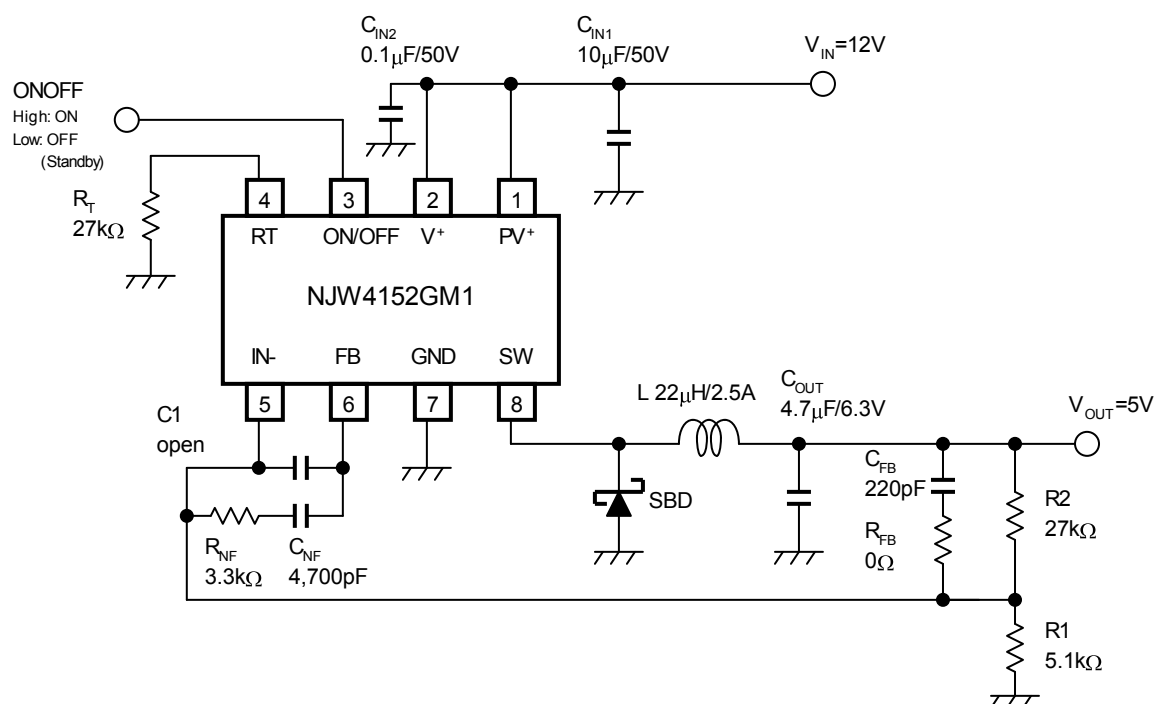 C_IN2
0.1µF/50V
C_IN1
10µF/50V
V_IN=12V
ONOFF
High: ON
Low: OFF
(Standby)
R_T
27kΩ
4
3
2
1
RT
ON/OFF
V⁺
PV⁺
NJW4152GM1
IN-
FB
GND
SW
5
6
7
8
C1
open
L 22µH/2.5A
C_OUT
4.7µF/6.3V
V_OUT=5V
SBD
C_FB
220pF
R2
27kΩ
R_FB
0Ω
R_NF
3.3kΩ
C_NF
4,700pF
R1
5.1kΩ